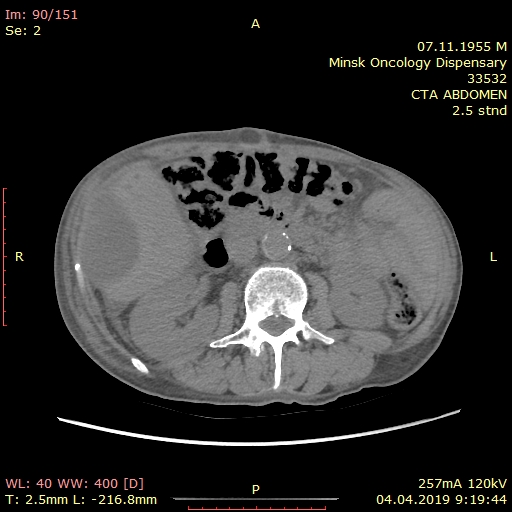 Im: 90/151
Se: 2
A
07.11.1955 M
Minsk Oncology Dispensary
33532
CTA ABDOMEN
2.5 stnd
R
L
WL: 40 WW: 400 [D]
T: 2.5mm L: -216.8mm
P
257mA 120kV
04.04.2019 9:19:44